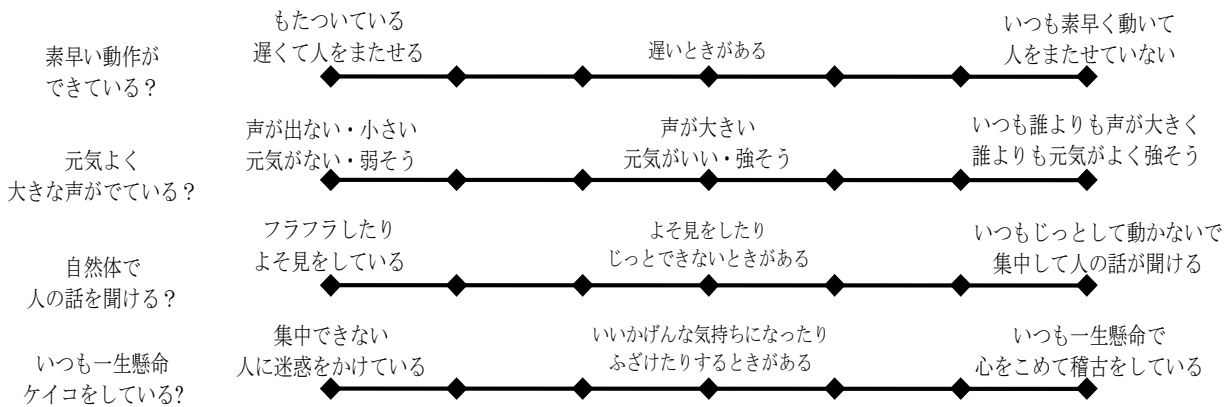 素早い動作が
できている？
もたついている
遅くて人をまたせる
遅いときがある
いつも素早く動いて
人をまたせていない
元気よく
大きな声がでている？
声が出ない・小さい
元気がない・弱そう
声が大きい
元気がいい・強そう
いつも誰よりも声が大きく
誰よりも元気がよく強そう
自然体で
人の話を聞ける？
フラフラしたり
よそ見をしている
よそ見をしたり
じっとできないときがある
いつもじっとして動かないで
集中して人の話が聞ける
いつも一生懸命
ケイコをしている?
集中できない
人に迷惑をかけている
いいかげんな気持ちになったり
ふざけたりするときがある
いつも一生懸命で
心をこめて稽古をしている